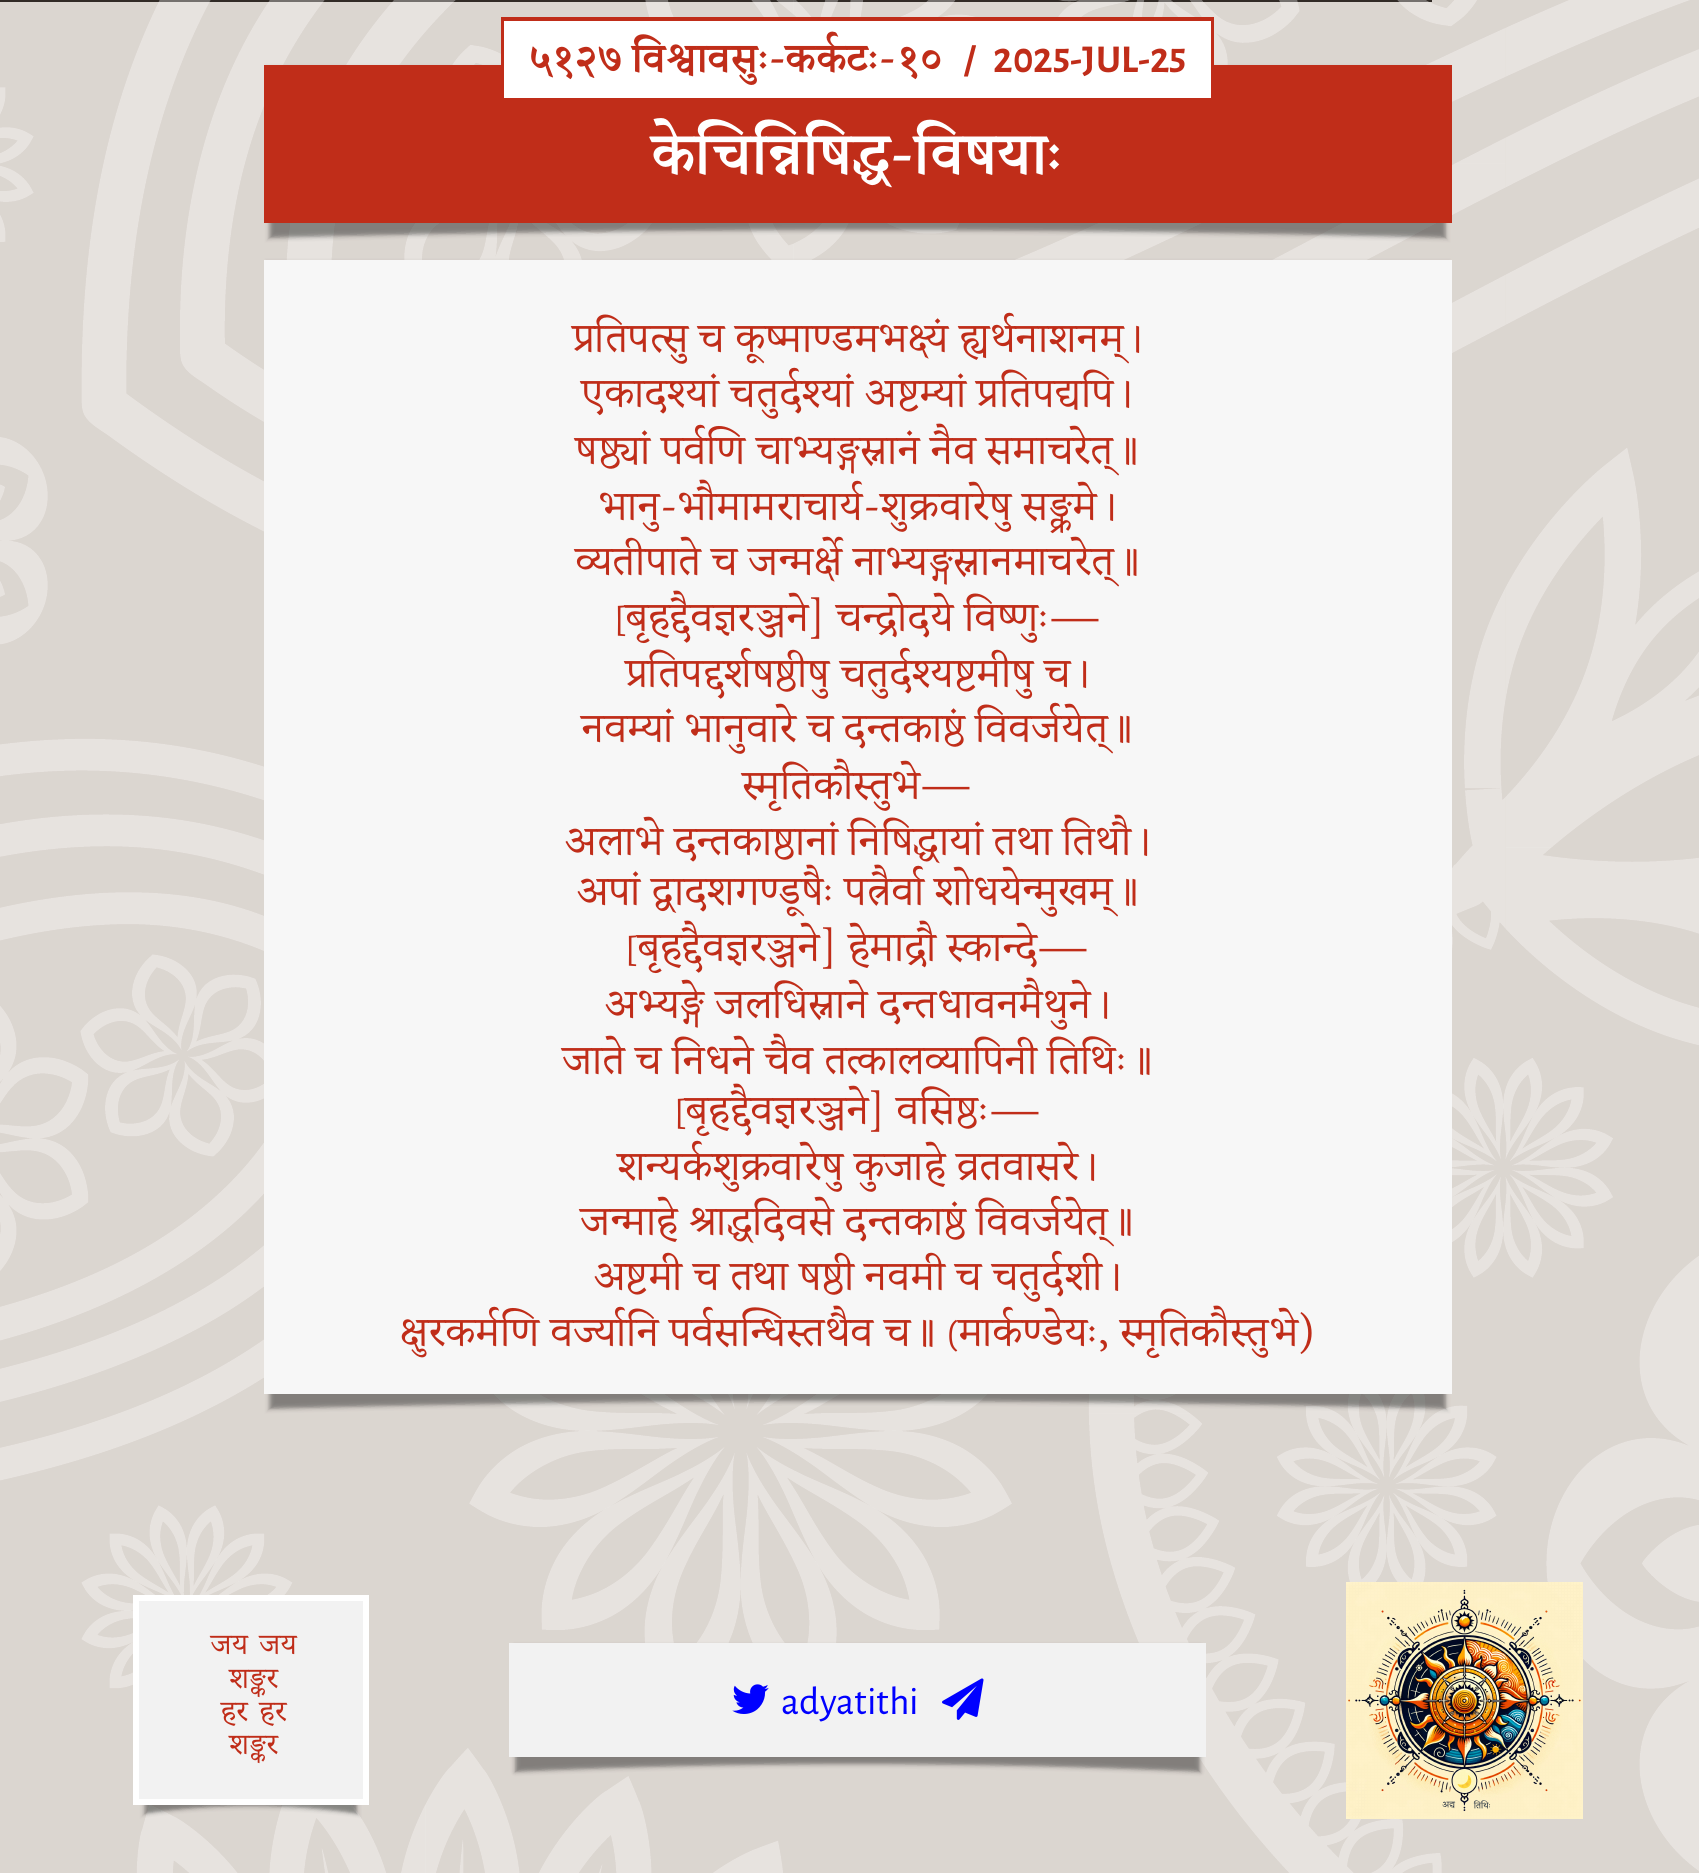 ५१२७ विश्वावसुः-कर्कटः-१० / 2025-JUL-25
केचिन्निषिद्ध-विषयाः
प्रतिपत्सु च कूष्माण्डमभक्ष्यं ह्यर्थनाशनम्।
एकादश्यां चतुर्दश्यां अष्टम्यां प्रतिपद्यपि।
षष्ठ्यां पर्वणि चाभ्यङ्गस्नानं नैव समाचरेत्॥
भानु-भौमामराचार्य-शुक्रवारेषु सङ्क्रमे।
व्यतीपाते च जन्मर्क्षे नाभ्यङ्गस्नानमाचरेत्॥
[बृहद्दैवज्ञरञ्जने] चन्द्रोदये विष्णुः—
प्रतिपद्दर्शषष्ठीषु चतुर्दश्यष्टमीषु च।
नवम्यां भानुवारे च दन्तकाष्ठं विवर्जयेत्॥
स्मृतिकौस्तुभे—
अलाभे दन्तकाष्ठानां निषिद्धायां तथा तिथौ।
अपां द्वादशगण्डूषैः पत्रैर्वा शोधयेन्मुखम्॥
[बृहद्दैवज्ञरञ्जने] हेमाद्रौ स्कान्दे—
अभ्यङ्गे जलधिस्नाने दन्तधावनमैथुने।
जाते च निधने चैव तत्कालव्यापिनी तिथिः॥
[बृहद्दैवज्ञरञ्जने] वसिष्ठः—
शन्यर्कशुक्रवारेषु कुजाहे व्रतवासरे।
जन्माहे श्राद्धदिवसे दन्तकाष्ठं विवर्जयेत्॥
अष्टमी च तथा षष्ठी नवमी च चतुर्दशी।
क्षुरकर्मणि वर्ज्यानि पर्वसन्धिस्तथैव च॥ (मार्कण्डेयः, स्मृतिकौस्तुभे)
जय जय
शङ्कर
हर हर
शङ्कर
adyatithi
अद्य तिथिः